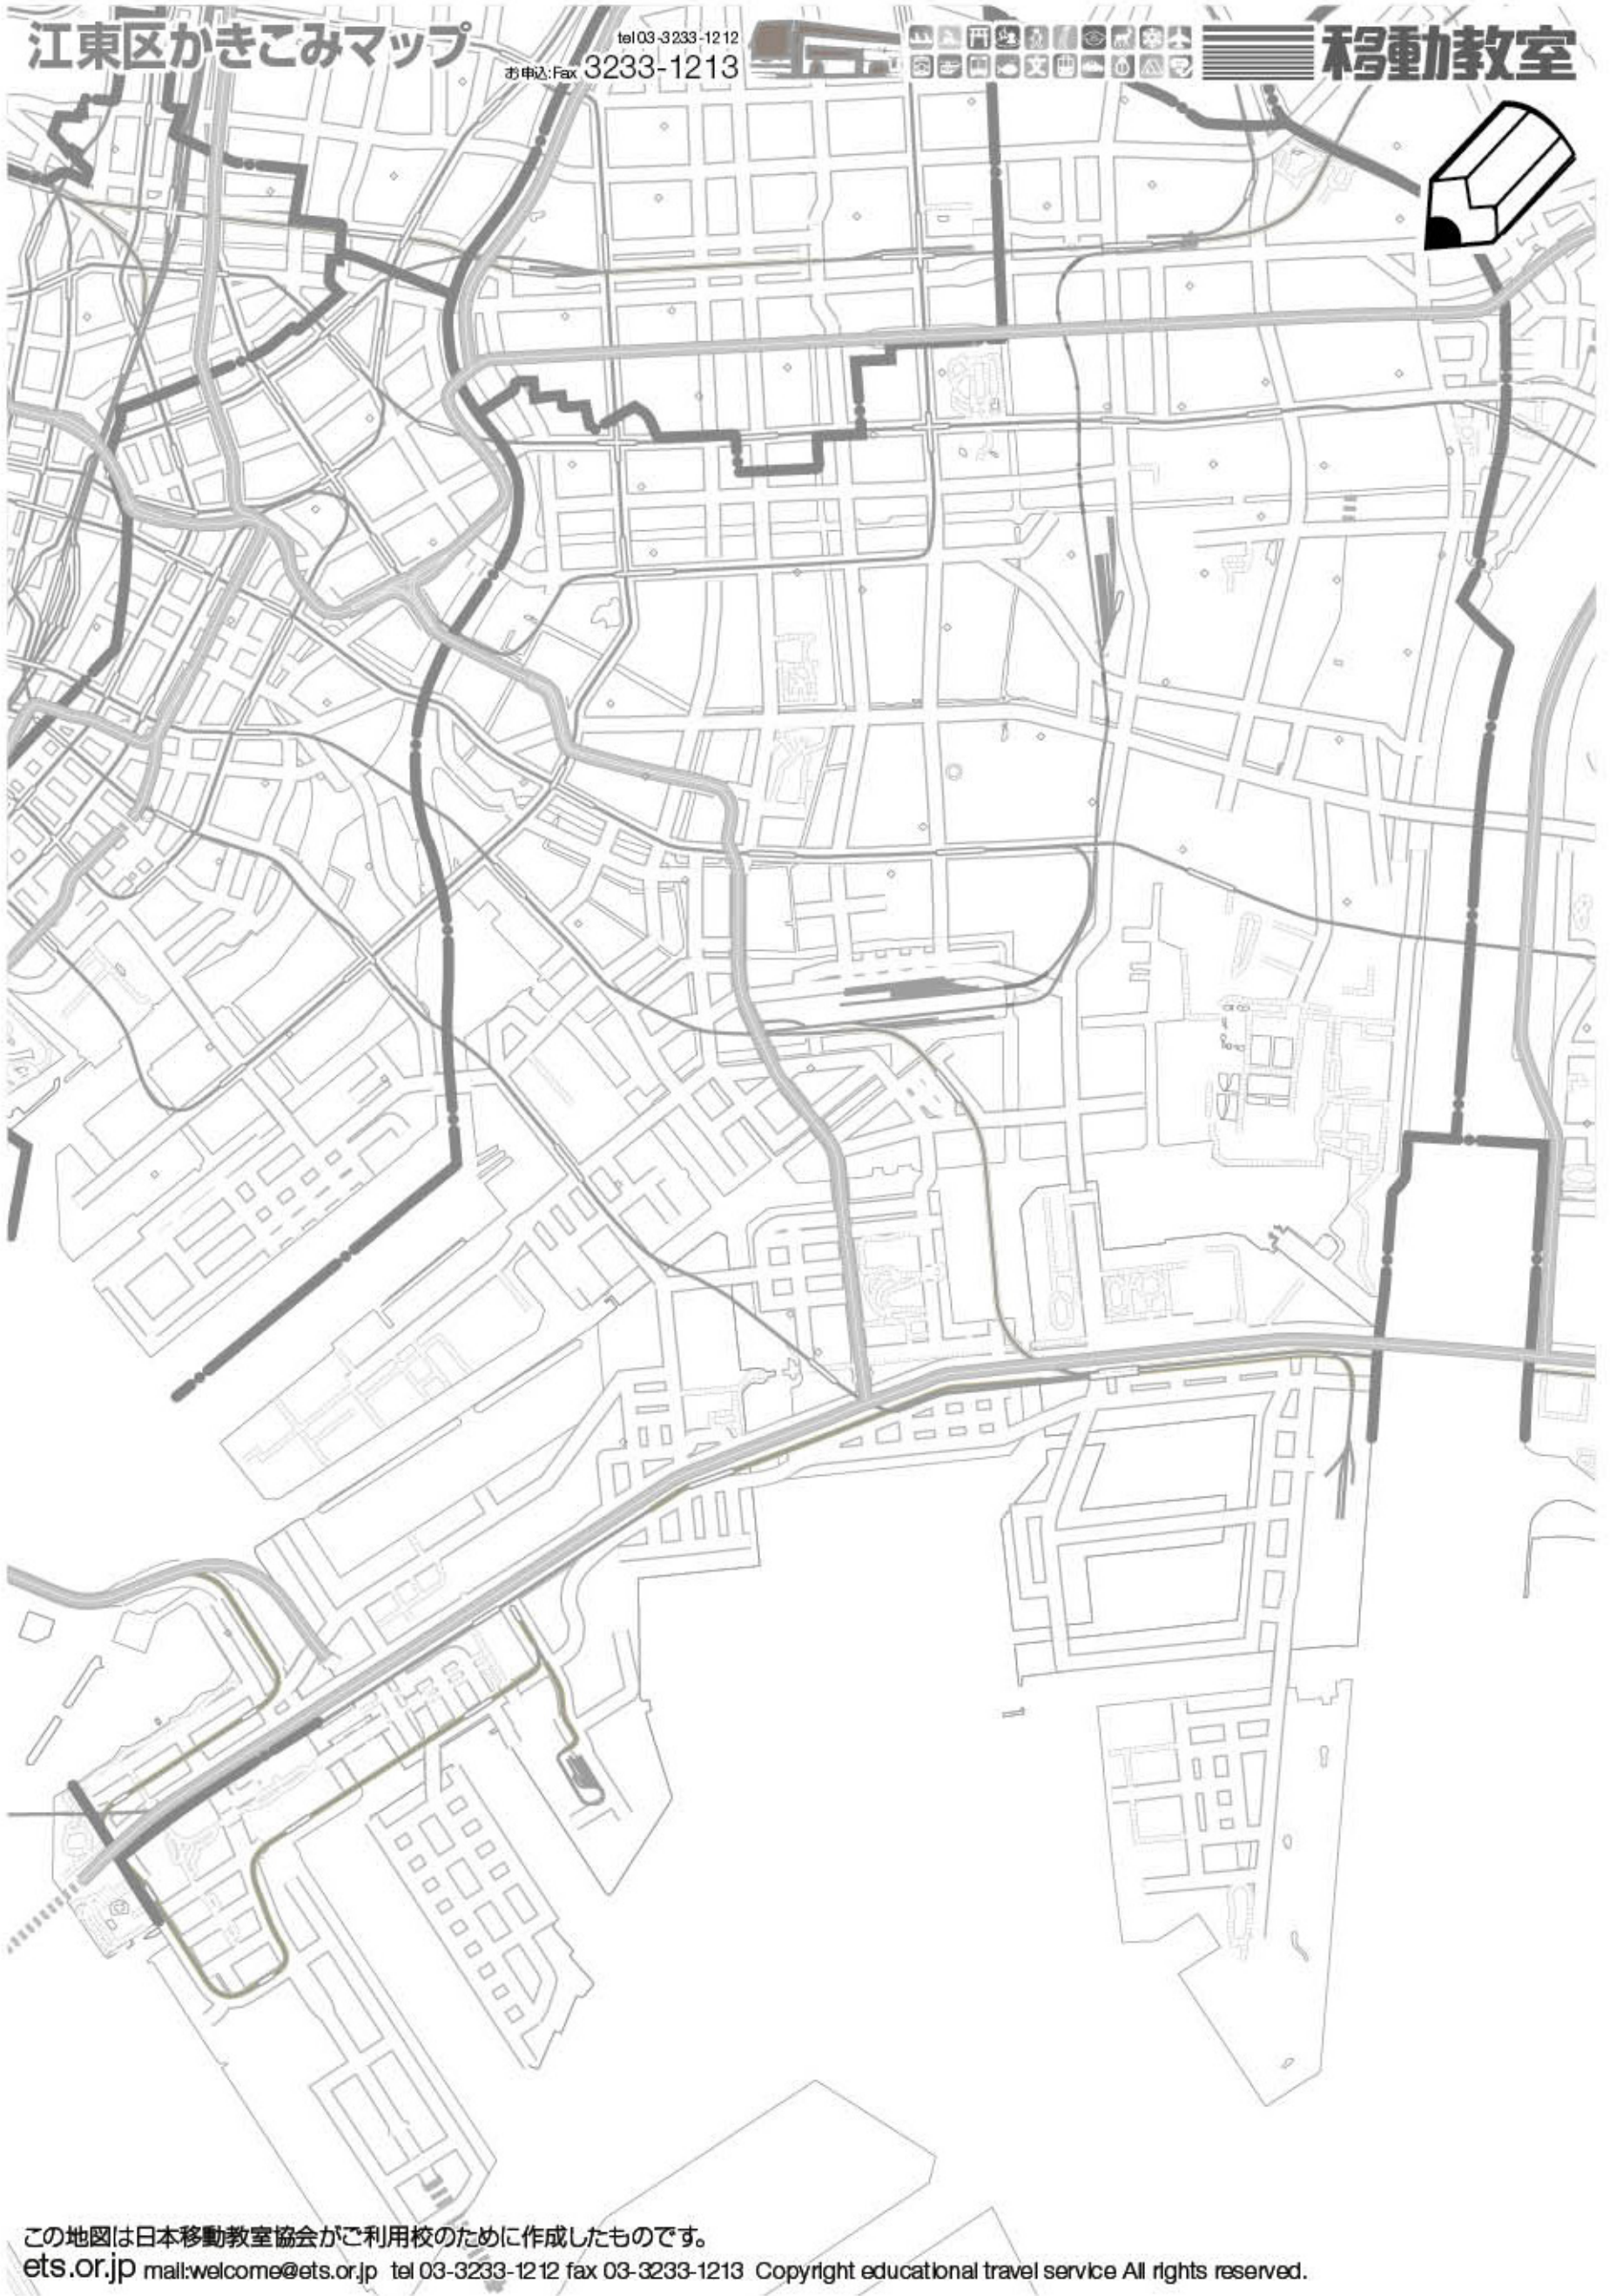 江東区かきこみマップ
tel 03-3233-1212
お申込:Fax 3233-1213
文
移動教室
この地図は日本移動教室協会がご利用校のために作成したものです。
ets.or.jp mail:welcome@ets.or.jp tel 03-3233-1212 fax 03-3233-1213 Copyright educational travel service All rights reserved.